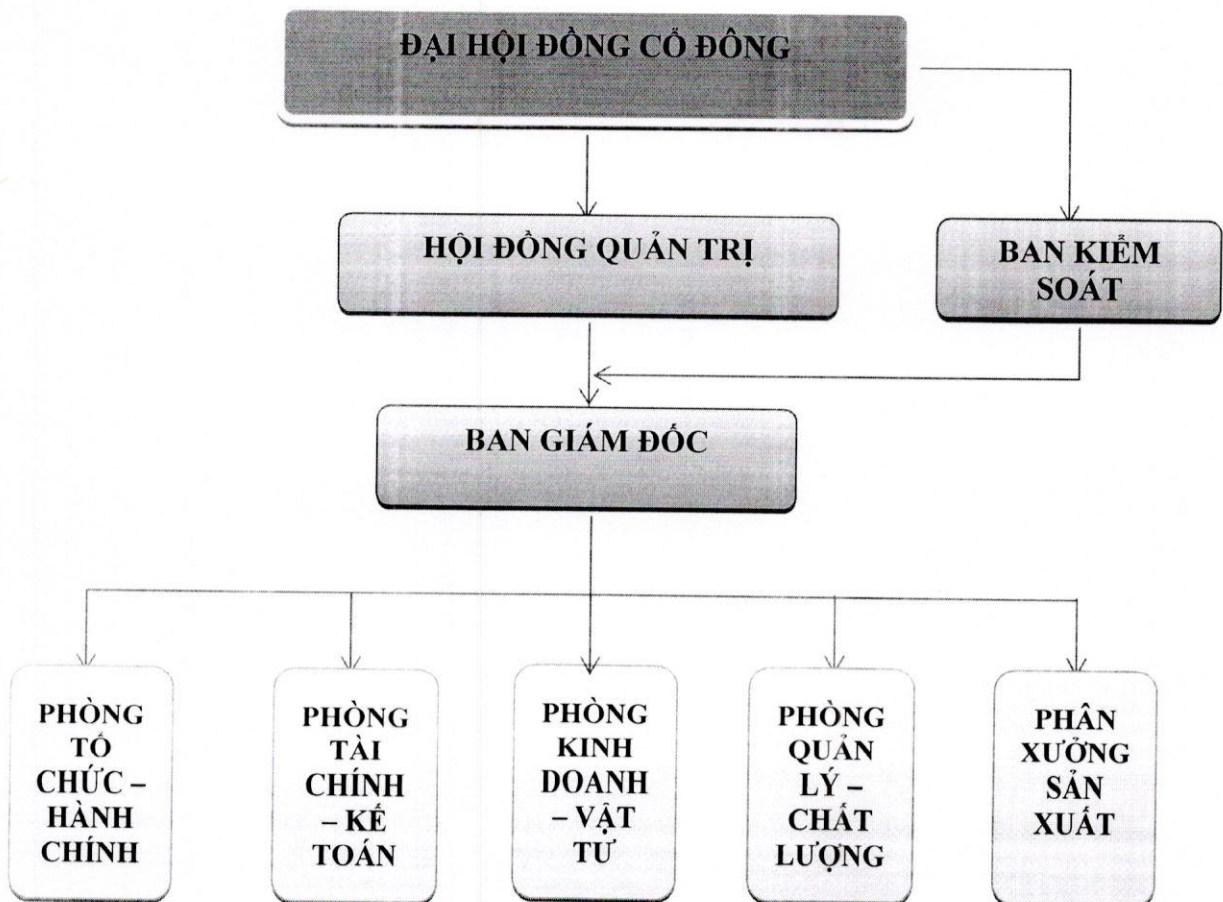 ĐẠI HỘI ĐỒNG CỔ ĐÔNG
HỘI ĐỒNG QUẢN TRỊ
BAN KIỂM
SOÁT
BAN GIÁM ĐỐC
PHÒNG
TỔ
CHỨC –
HÀNH
CHÍNH
PHÒNG
TÀI
CHÍNH
– KẾ
TOÁN
PHÒNG
KINH
DOANH
– VẬT
TƯ
PHÒNG
QUẢN
LÝ –
CHẤT
LƯỢNG
PHÂN
XƯỞNG
SẢN
XUẤT